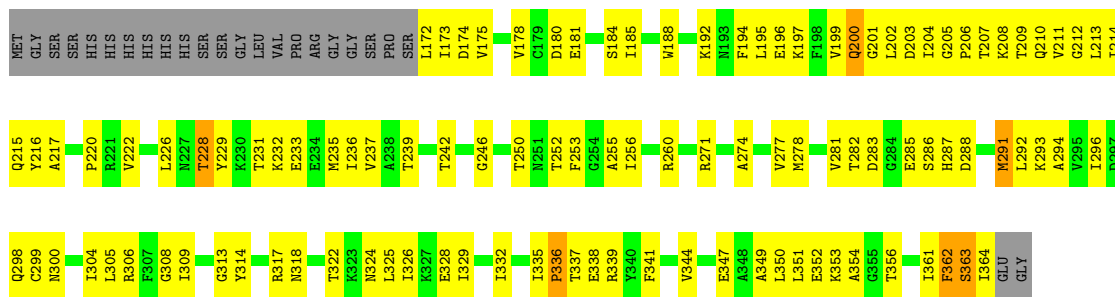 MET GLY SER SER HIS HIS HIS HIS HIS HIS SER SER GLY LEU VAL PRO ARG GLY GLY SER PRO SER L172 I173 D174 V175 V178 C179 D180 E181 S184 I185 W188 K192 N193 F194 L195 E196 K197 F198 V199 Q200 G201 L202 D203 I204 G205 P206 T207 K208 T209 Q210 V211 G212 L213
Q215 Y216 A217 P220 R221 V222 L226 N227 T228 Y229 K230 T231 K232 E233 E234 M235 I236 V237 A238 T239 T242 G246 T250 N251 T252 F253 G254 A255 I256 R260 R271 A274 V277 M278 V281 T282 D283 G284 E285 S286 H287 D288 M291 L292 K293 A294 V295 I296
Q298 C299 N300 I304 L305 R306 F307 G308 I309 G313 Y314 R317 N318 T322 K323 N324 L325 I326 K327 E328 I329 I332 I335 P336 T337 E338 R339 Y340 F341 V344 E347 A348 A349 L350 L351 E352 K353 A354 G355 T356 I361 F362 S363 I364 GLU GLY